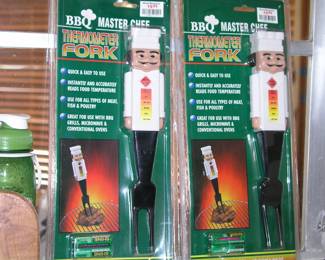 BBQ MASTER CHEF
THERMOMETER
FORK
QUICK & EASY TO USE
INSTANTLY AND ACCURATELY
READS FOOD TEMPERATURE
USE FOR ALL TYPES OF MEAT,
FISH & POULTRY
GREAT FOR USE WITH BBQ
GRILLS, MICROWAVE &
CONVENTIONAL OVENS
BBQ MASTER CHEF
THERMOMETER
FORK
QUICK & EASY TO USE
INSTANTLY AND ACCURATELY
READS FOOD TEMPERATURE
USE FOR ALL TYPES OF MEAT,
FISH & POULTRY
GREAT FOR USE WITH BBQ
GRILLS, MICROWAVE &
CONVENTIONAL OVENS